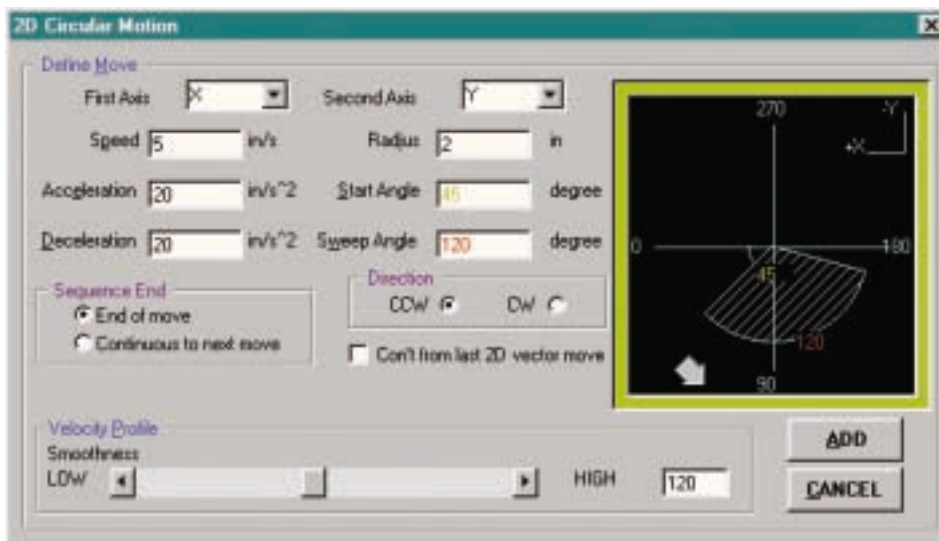 2D Circular Motion
Define Move
First Axis X Second Axis Y
Speed 5 in/s Radius 2 in
Acceleration 20 in/s^2 Start Angle 45 degree
Deceleration 20 in/s^2 Sweep Angle 120 degree
Sequence End
End of move
Continuous to next move
Direction
CCW CW
Con't from last 2D vector move
270 -Y
+X
0 180
45
120
90
Velocity Profile
Smoothness
LOW HIGH 120
ADD
CANCEL